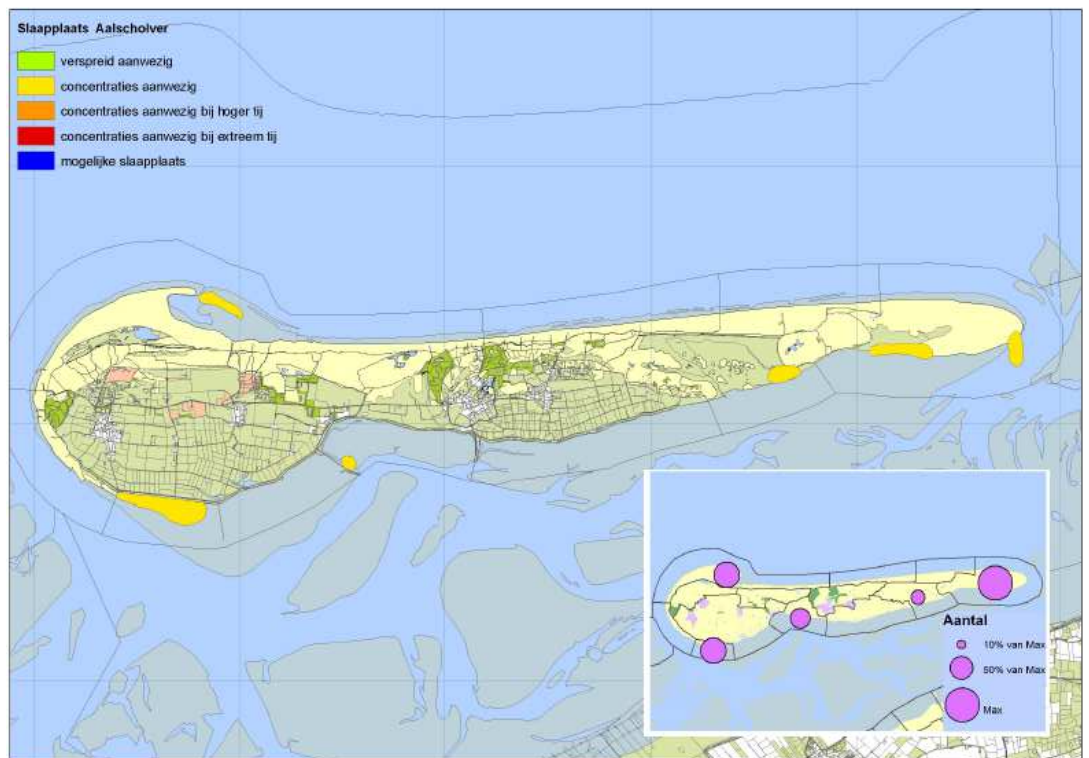 Slaapplaats Aalscholver
verspreid aanwezig
concentraties aanwezig
concentraties aanwezig bij hoger tij
concentraties aanwezig bij extreem tij
mogelijke slaapplaats
Aantal
10% van Max
50% van Max
Max